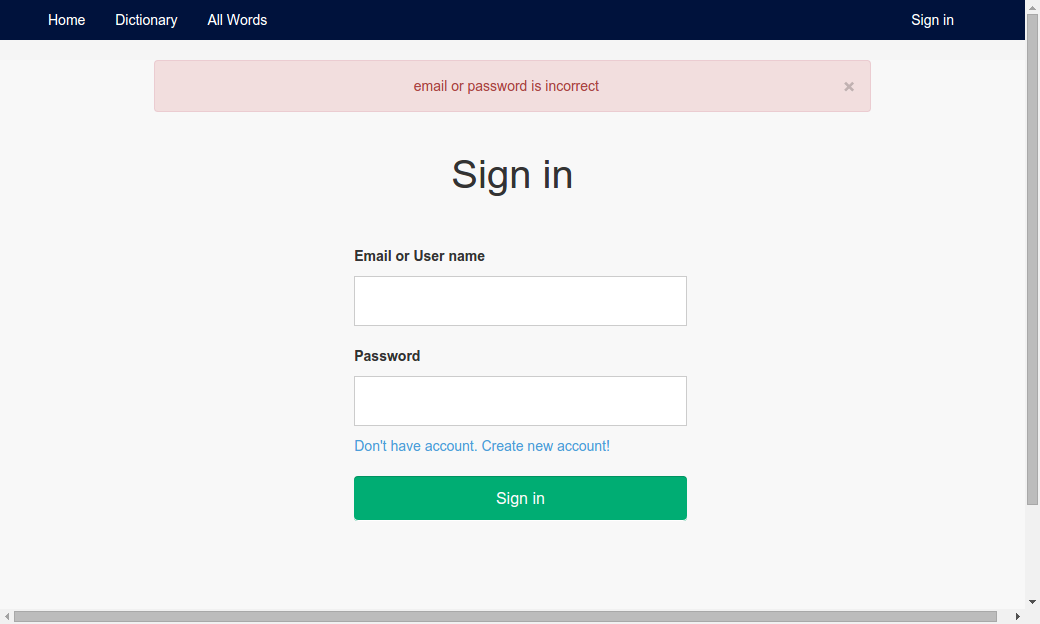 Home Dictionary All Words Sign in
email or password is incorrect ×
Sign in
Email or User name
Password
Don't have account. Create new account!
Sign in